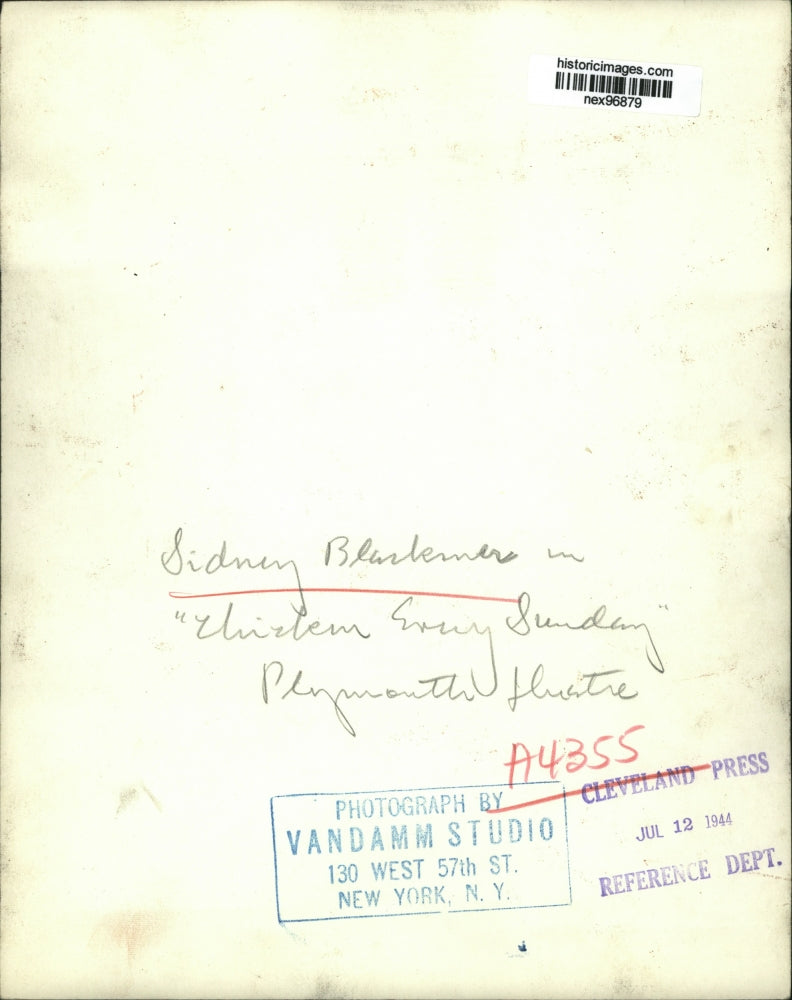 historicimages.com
nex96879
Sidney Blackmer in
"Chicken Every Sunday"
Plymouth Theatre
A4355
CLEVELAND PRESS
JUL 12 1944
REFERENCE DEPT.
PHOTOGRAPH BY
VANDAMM STUDIO
130 WEST 57th ST.
NEW YORK, N. Y.